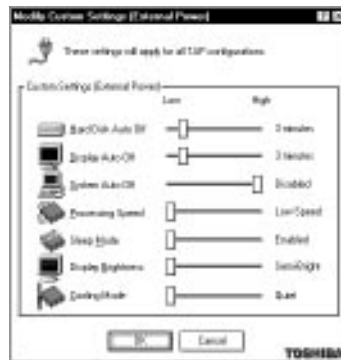 Modify Custom Settings (External Power)
These settings will apply for all TAP configurations.
Custom Settings (External Power)
Low High
Hard Disk Auto Off 3 minutes
Display Auto Off 3 minutes
System Auto Off Disabled
Processing Speed Low Speed
Sleep Mode Enabled
Display Brightness Semi-Bright
Cooling Mode Quiet
OK Cancel
TOSHIBA